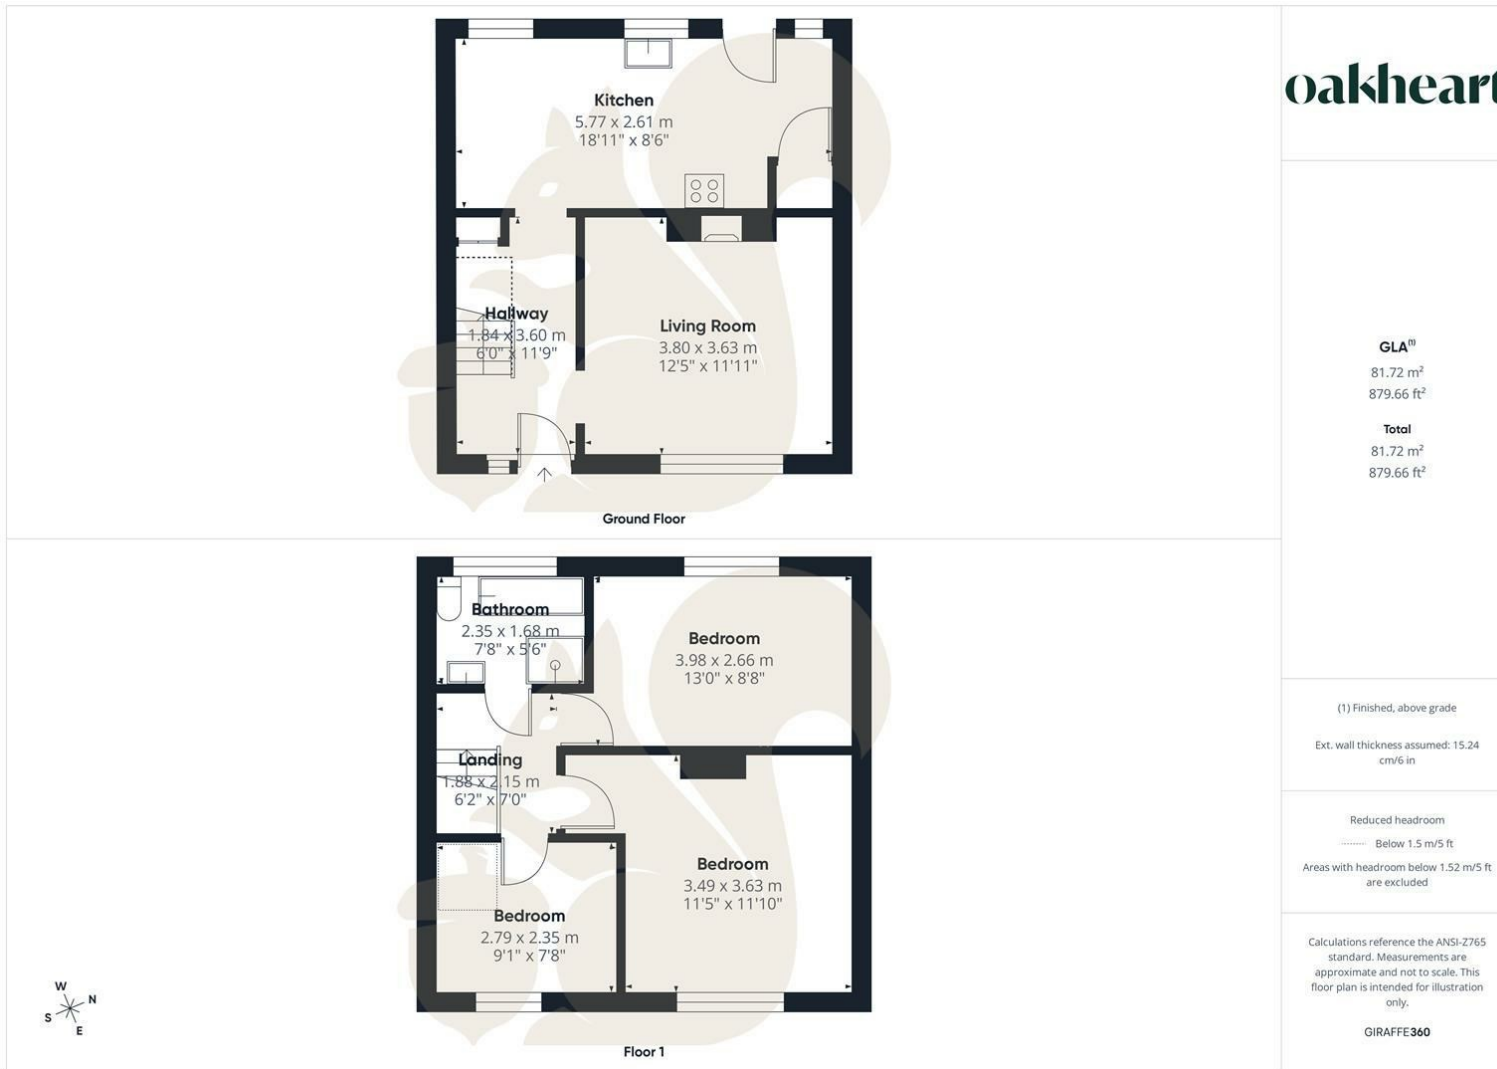 Kitchen
5.77 x 2.61 m
18'11" x 8'6"
Hallway
1.84 x 3.60 m
6'0" x 11'9"
Living Room
3.80 x 3.63 m
12'5" x 11'11"
Ground Floor
Bathroom
2.35 x 1.68 m
7'8" x 5'6"
Bedroom
3.98 x 2.66 m
13'0" x 8'8"
Landing
1.88 x 2.15 m
6'2" x 7'0"
Bedroom
3.49 x 3.63 m
11'5" x 11'10"
Bedroom
2.79 x 2.35 m
9'1" x 7'8"
Floor 1
W
N
S
E
oakheart
GLA(1)
81.72 m²
879.66 ft²
Total
81.72 m²
879.66 ft²
(1) Finished, above grade
Ext. wall thickness assumed: 15.24
cm/6 in
Reduced headroom
Below 1.5 m/5 ft
Areas with headroom below 1.52 m/5 ft
are excluded
Calculations reference the ANSI-Z765
standard. Measurements are
approximate and not to scale. This
floor plan is intended for illustration
only.
GIRAFFE360